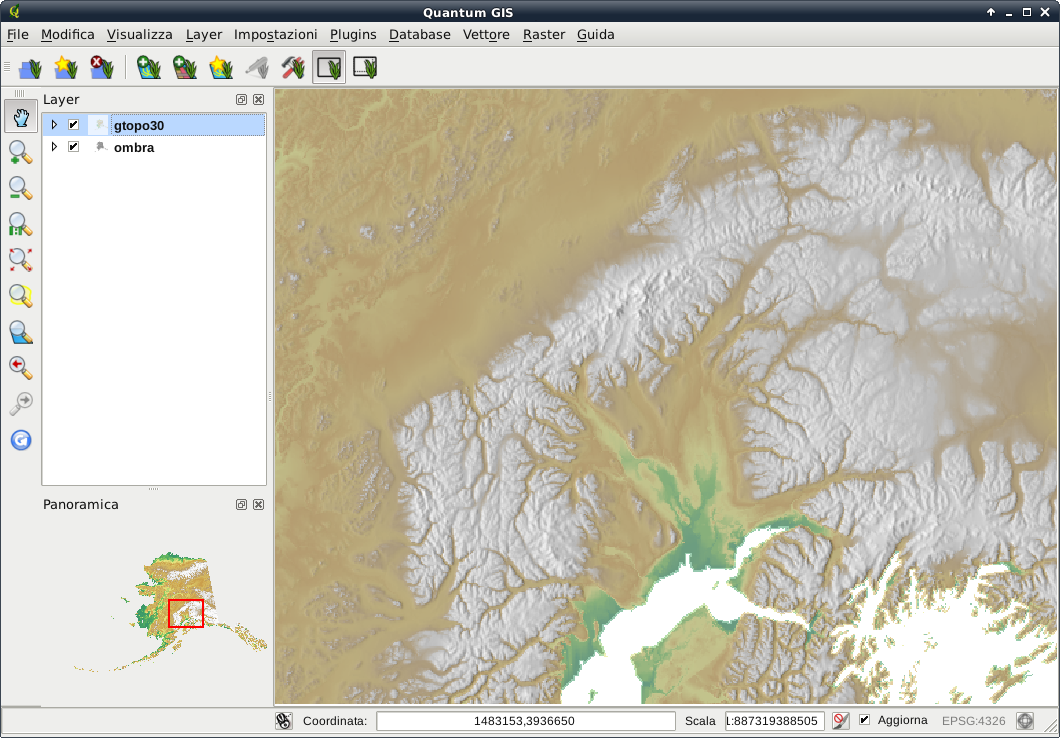 Quantum GIS
File Modifica Visualizza Layer Impostazioni Plugins Database Vettore Raster Guida
Layer
gtopo30
ombra
Panoramica
Coordinata: 1483153,3936650 Scala 1:887319388505 Aggiorna EPSG:4326